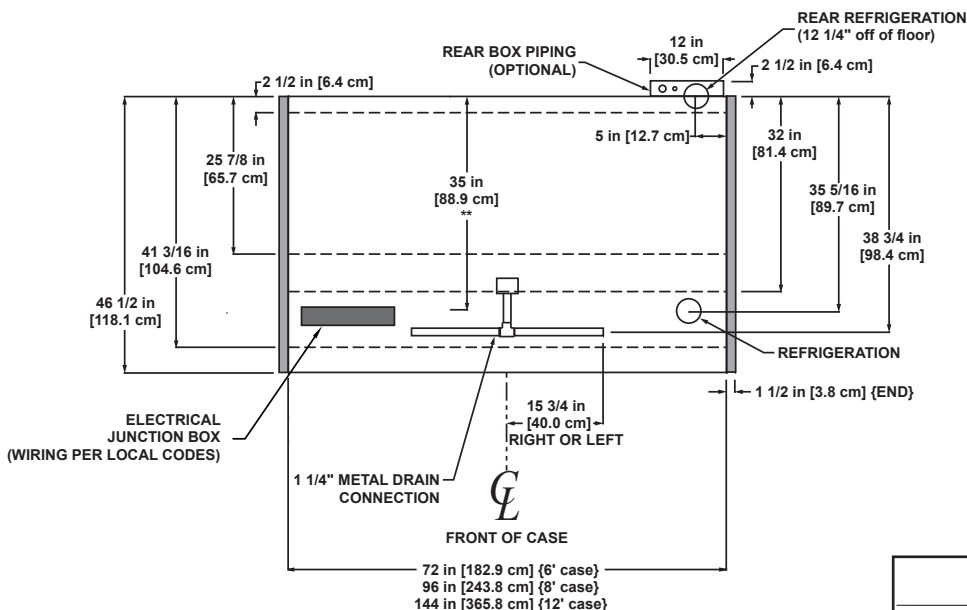 REAR REFRIGERATION
(12 1/4" off of floor)
REAR BOX PIPING
(OPTIONAL)
12 in
[30.5 cm]
2 1/2 in [6.4 cm]
2 1/2 in [6.4 cm]
5 in [12.7 cm]
32 in
[81.4 cm]
25 7/8 in
[65.7 cm]
35 in
[88.9 cm]
**
35 5/16 in
[89.7 cm]
38 3/4 in
[98.4 cm]
41 3/16 in
[104.6 cm]
46 1/2 in
[118.1 cm]
REFRIGERATION
1 1/2 in [3.8 cm] {END}
15 3/4 in
[40.0 cm]
RIGHT OR LEFT
ELECTRICAL
JUNCTION BOX
(WIRING PER LOCAL CODES)
1 1/4" METAL DRAIN
CONNECTION
CL
FRONT OF CASE
72 in [182.9 cm] {6' case}
96 in [243.8 cm] {8' case}
144 in [365.8 cm] {12' case}